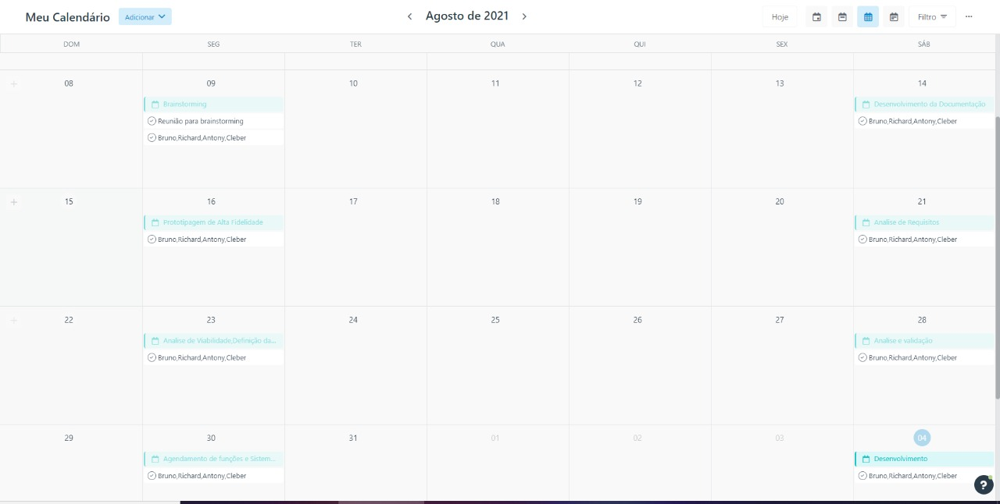 Meu Calendário
Adicionar
Agosto de 2021
Hoje
Filtro
DOM SEG TER QUA QUI SEX SÁB
08 09 10 11 12 13 14
Brainstorming
Desenvolvimento da Documentação
Reunião para brainstorming
Bruno,Richard,Antony,Cleber
Bruno,Richard,Antony,Cleber
15 16 17 18 19 20 21
Prototipagem de Alta Fidelidade
Analise de Requisitos
Bruno,Richard,Antony,Cleber
Bruno,Richard,Antony,Cleber
22 23 24 25 26 27 28
Analise de Viabilidade,Definição da...
Analise e validação
Bruno,Richard,Antony,Cleber
Bruno,Richard,Antony,Cleber
29 30 31 01 02 03 04
Agendamento de funções e Sistem...
Desenvolvimento
Bruno,Richard,Antony,Cleber
Bruno,Richard,Antony,Cleber
?